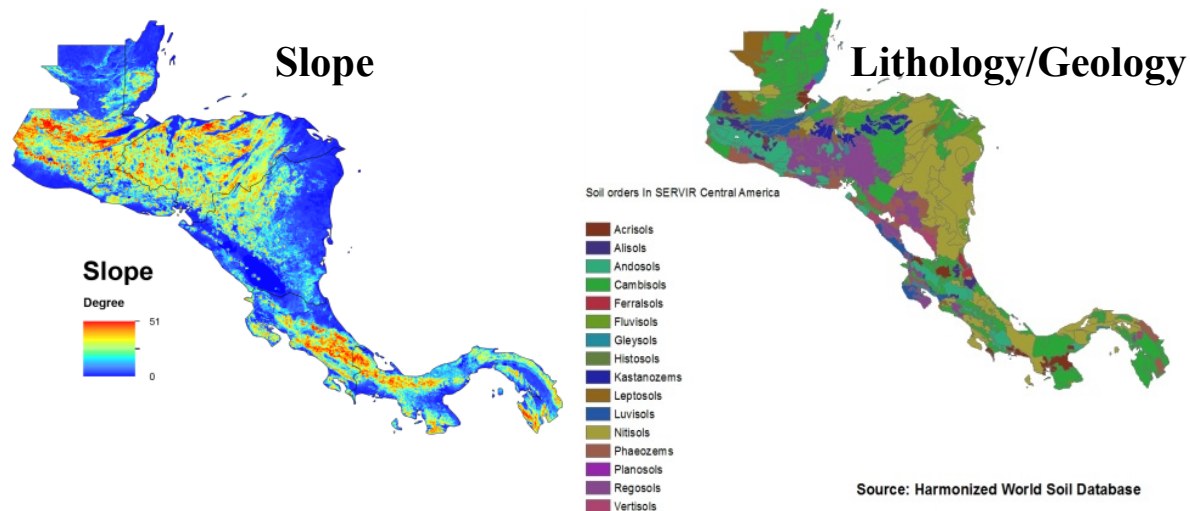 Slope
Lithology/Geology
Slope
Degree
51
0
Soil orders In SERVIR Central America
Acrisols
Alisols
Andosols
Cambisols
Ferralsols
Fluvisols
Gleysols
Histosols
Kastanozems
Leptosols
Luvisols
Nitisols
Phaeozems
Planosols
Regosols
Vertisols
Source: Harmonized World Soil Database